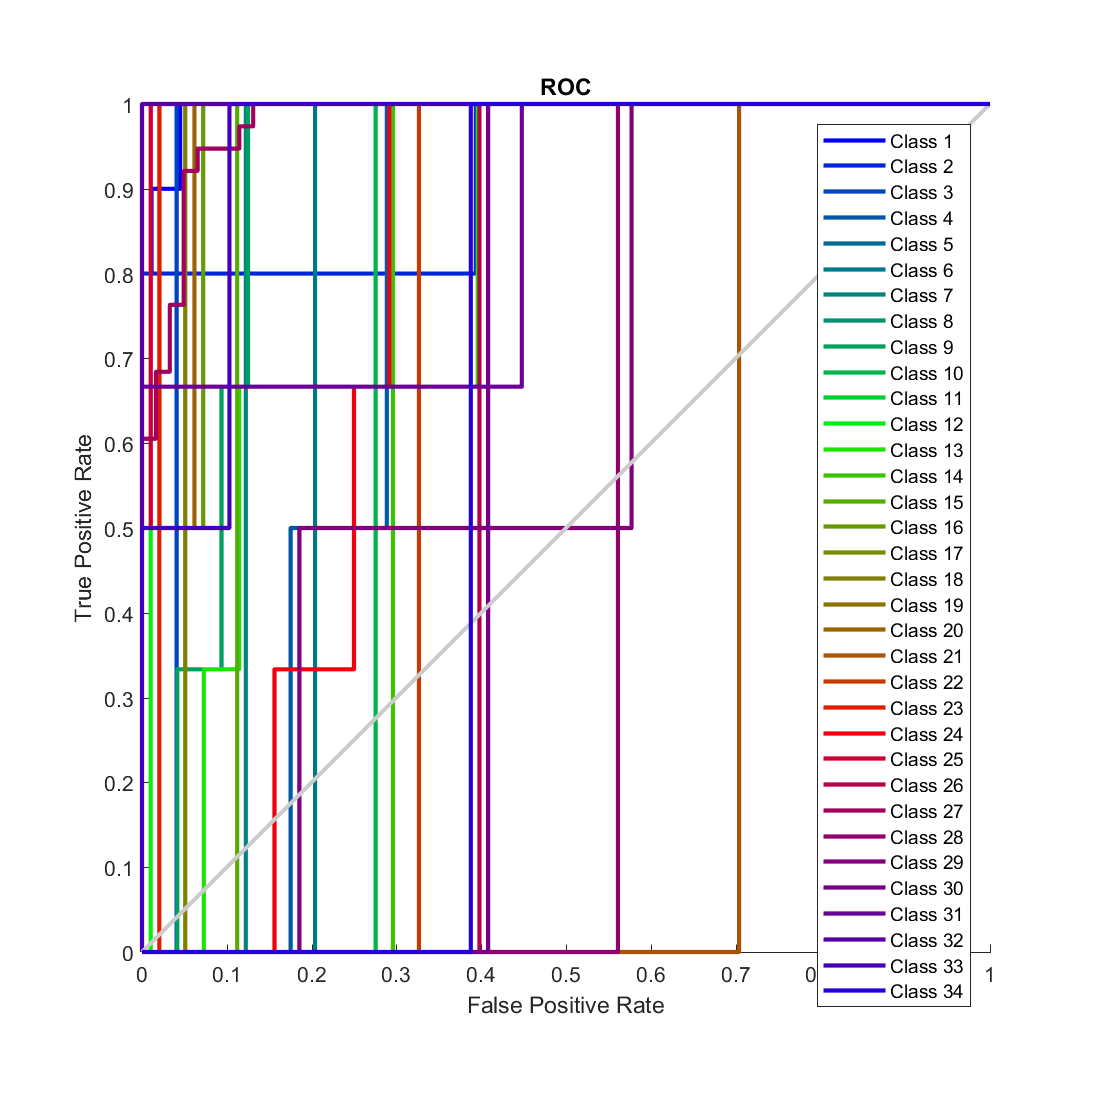 ROC
True Positive Rate
1
0.9
0.8
0.7
0.6
0.5
0.4
0.3
0.2
0.1
0
0 0.1 0.2 0.3 0.4 0.5 0.6 0.7 1
False Positive Rate
Class 1
Class 2
Class 3
Class 4
Class 5
Class 6
Class 7
Class 8
Class 9
Class 10
Class 11
Class 12
Class 13
Class 14
Class 15
Class 16
Class 17
Class 18
Class 19
Class 20
Class 21
Class 22
Class 23
Class 24
Class 25
Class 26
Class 27
Class 28
Class 29
Class 30
Class 31
Class 32
Class 33
Class 34